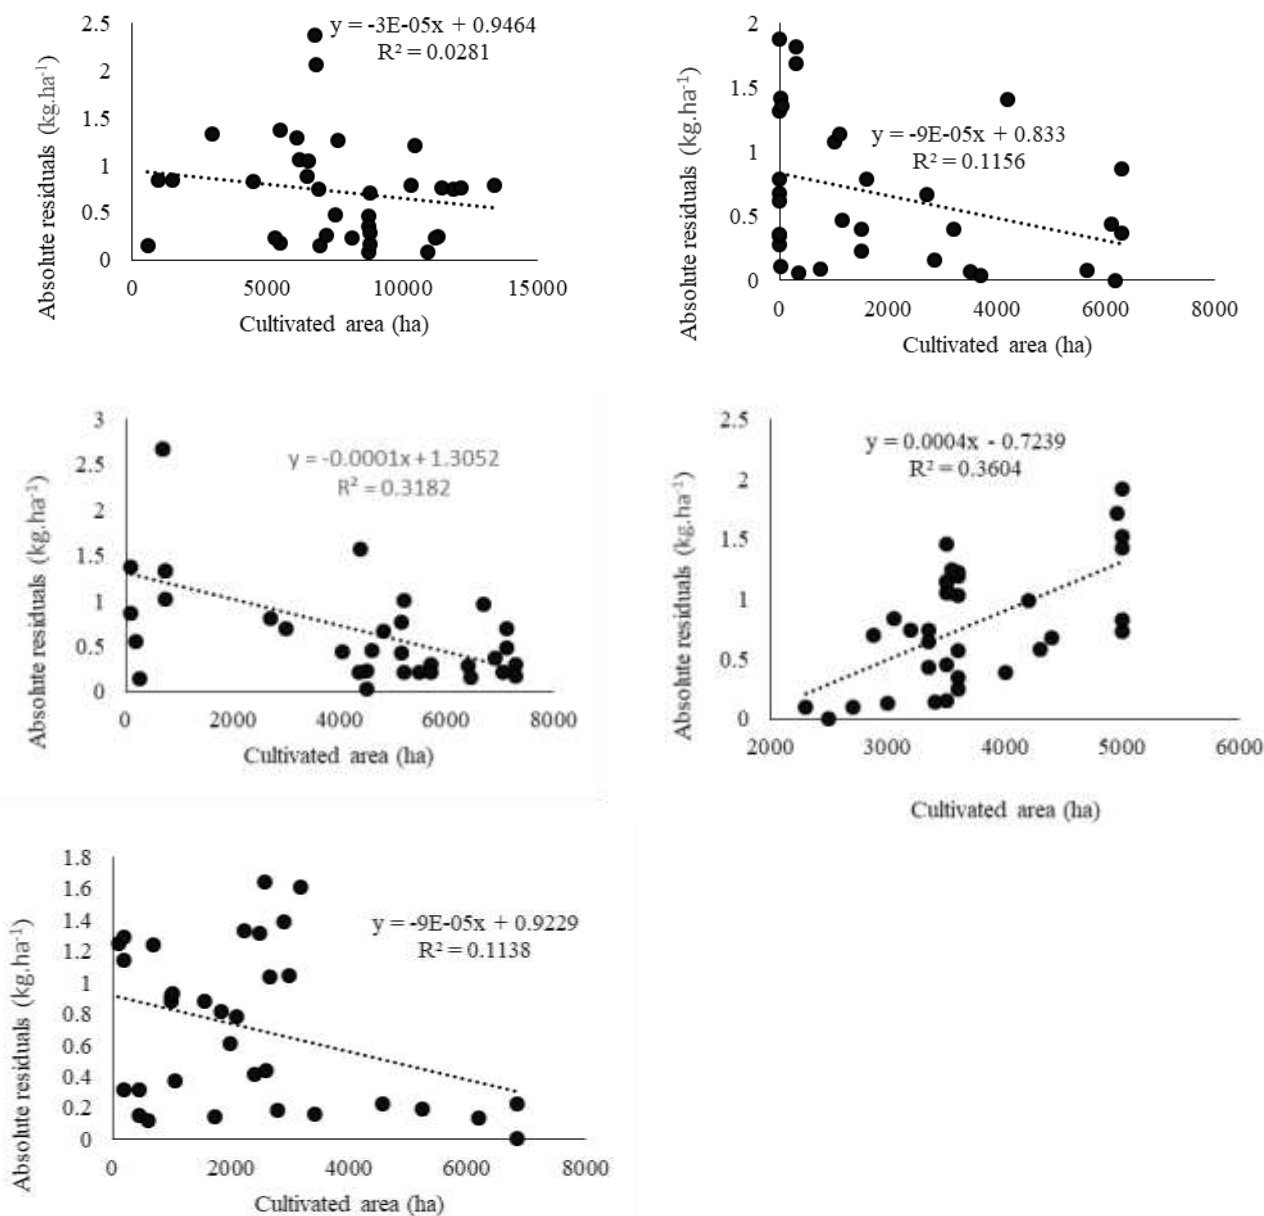 y = -3E-05x + 0.9464
R² = 0.0281
2.5
2
1.5
1
0.5
0
0 5000 10000 15000
Absolute residuals (kg.ha⁻¹)
Cultivated area (ha)
2
1.5
1
0.5
0
y = -9E-05x + 0.833
R² = 0.1156
0 2000 4000 6000 8000
Absolute residuals (kg.ha⁻¹)
Cultivated area (ha)
3
2.5
2
1.5
1
0.5
0
y = -0.0001x + 1.3052
R² = 0.3182
0 2000 4000 6000 8000
Absolute residuals (kg.ha⁻¹)
Cultivated area (ha)
2.5
2
1.5
1
0.5
0
y = 0.0004x - 0.7239
R² = 0.3604
2000 3000 4000 5000 6000
Absolute residuals (kg.ha⁻¹)
Cultivated area (ha)
1.8
1.6
1.4
1.2
1
0.8
0.6
0.4
0.2
0
y = -9E-05x + 0.9229
R² = 0.1138
0 2000 4000 6000 8000
Absolute residuals (kg.ha⁻¹)
Cultivated area (ha)